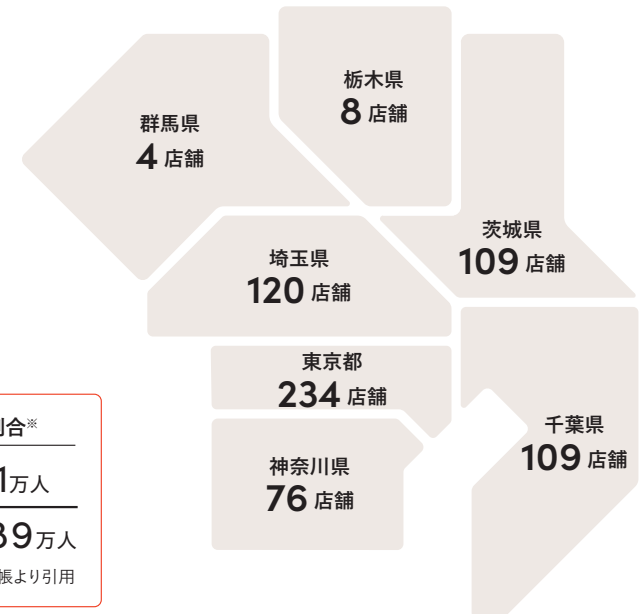 栃木県
8 店舗
群馬県
4 店舗
茨城県
109 店舗
埼玉県
120 店舗
東京都
234 店舗
千葉県
109 店舗
神奈川県
76 店舗
合※
1万人
39万人
帳より引用